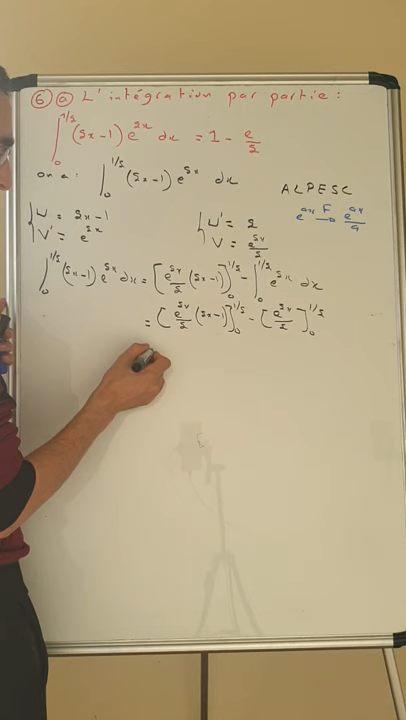 6) a) L'intégration par partie :
∫₀^{1/2} (2x-1) e^{2x} dx = 1 - e/2
on a : ∫₀^{1/2} (2x-1) e^{2x} dx
ALPESC
{ U = 2x-1 U' = 2
V' = e^{2x} V = e^{2x}/2
e^{ax} F→ e^{ax}/a
∫₀^{1/2} (2x-1) e^{2x} dx = [e^{2x}/2 (2x-1)]₀^{1/2} - ∫₀^{1/2} e^{2x} dx
= [e^{2x}/2 (2x-1)]₀^{1/2} - [e^{2x}/2]₀^{1/2}